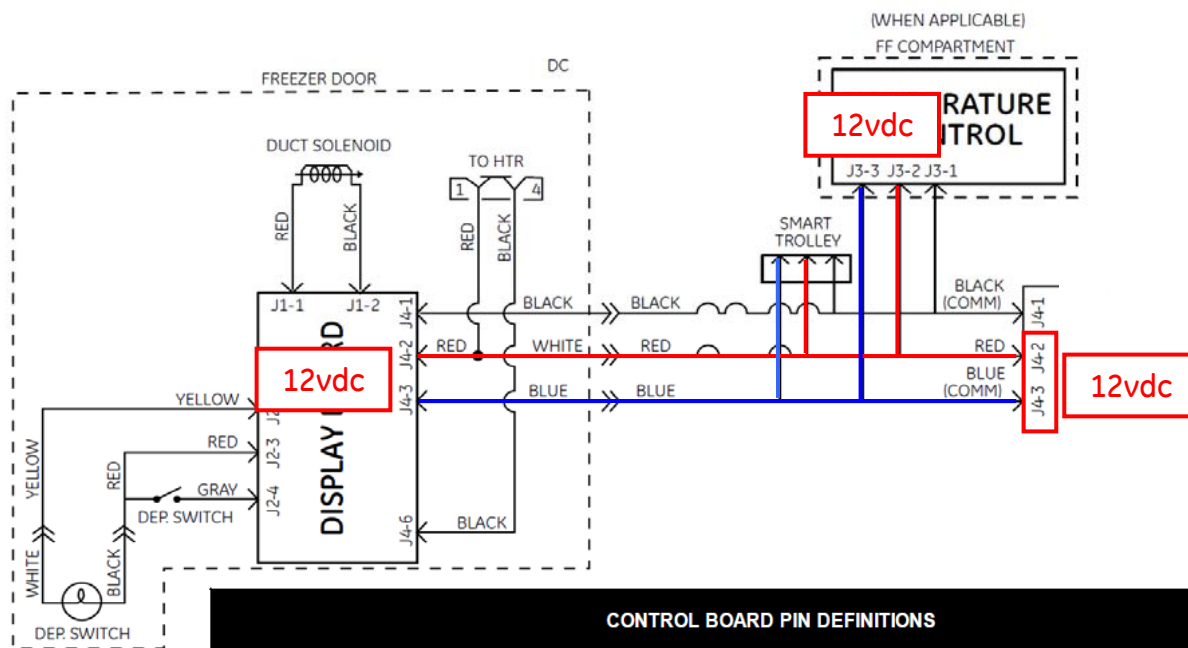 (WHEN APPLICABLE)
FF COMPARTMENT
DC
FREEZER DOOR
12vdc
RATURE
NTROL
J3-3 J3-2 J3-1
DUCT SOLENOID
TO HTR
1
4
RED
BLACK
RED
BLACK
SMART
TROLLEY
J1-1
J1-2
J4-1
BLACK
BLACK
BLACK
(COMM)
J4-1
J4-2
RED
WHITE
RED
RED
J4-2
12vdc
J4-3
BLUE
BLUE
BLUE
(COMM)
J4-3
12vdc
YELLOW
RED
J2-3
DISPLAY
RD
YELLOW
RED
GRAY
J2-4
DEP. SWITCH
BLACK
J4-6
WHITE
BLACK
DEP. SWITCH
CONTROL BOARD PIN DEFINITIONS